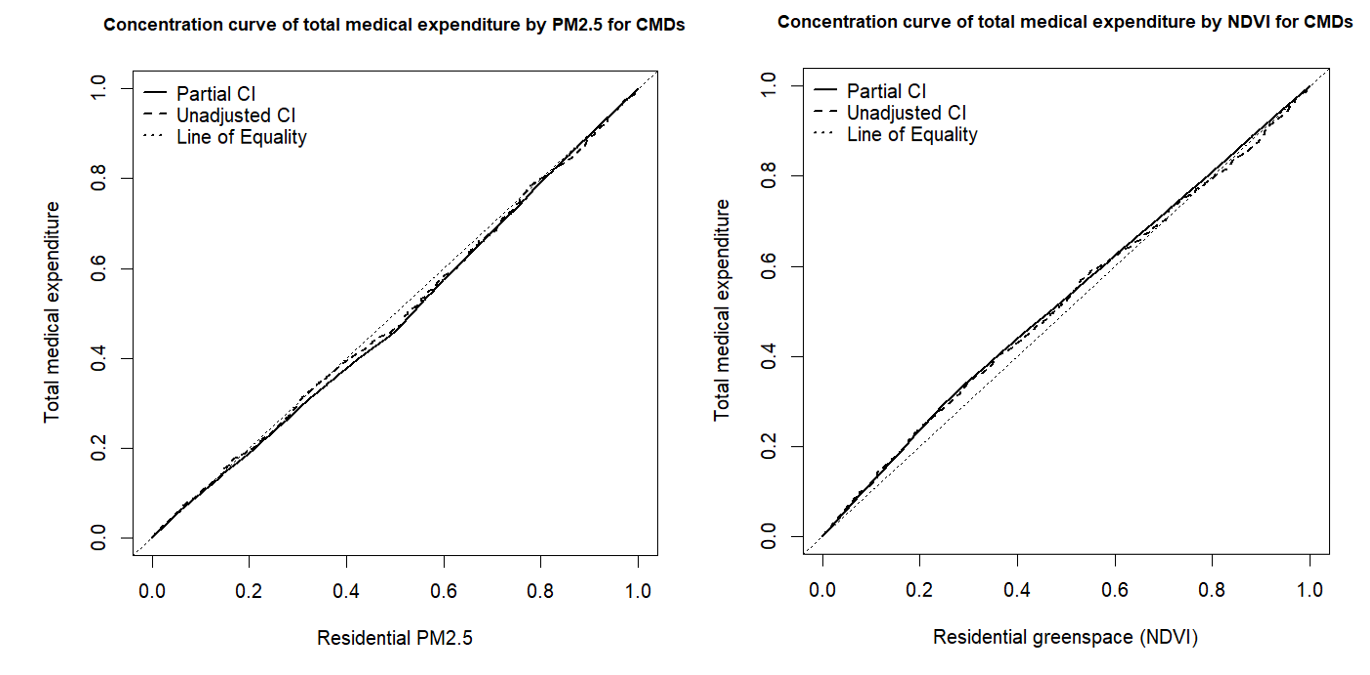 Concentration curve of total medical expenditure by PM2.5 for CMDs
Partial CI
Unadjusted CI
Line of Equality
1.0
0.8
0.6
0.4
0.2
0.0
Total medical expenditure
0.0 0.2 0.4 0.6 0.8 1.0
Residential PM2.5
Concentration curve of total medical expenditure by NDVI for CMDs
Partial CI
Unadjusted CI
Line of Equality
1.0
0.8
0.6
0.4
0.2
0.0
Total medical expenditure
0.0 0.2 0.4 0.6 0.8 1.0
Residential greenspace (NDVI)